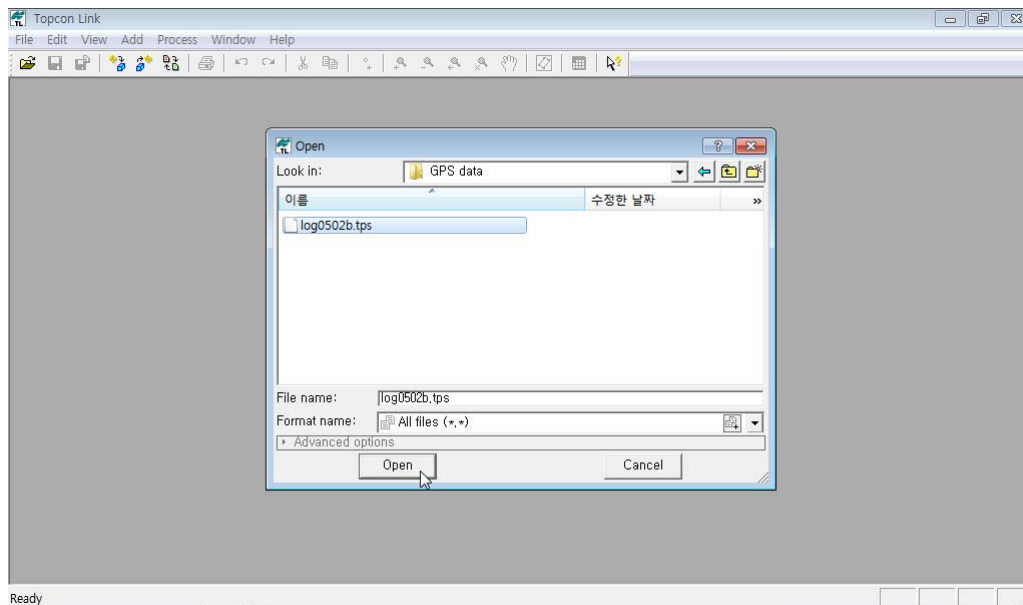 Topcon Link
File Edit View Add Process Window Help
Open
Look in: GPS data
이름 수정한 날짜 »
log0502b.tps
File name: log0502b.tps
Format name: All files (*.*)
Advanced options
Open Cancel
Ready